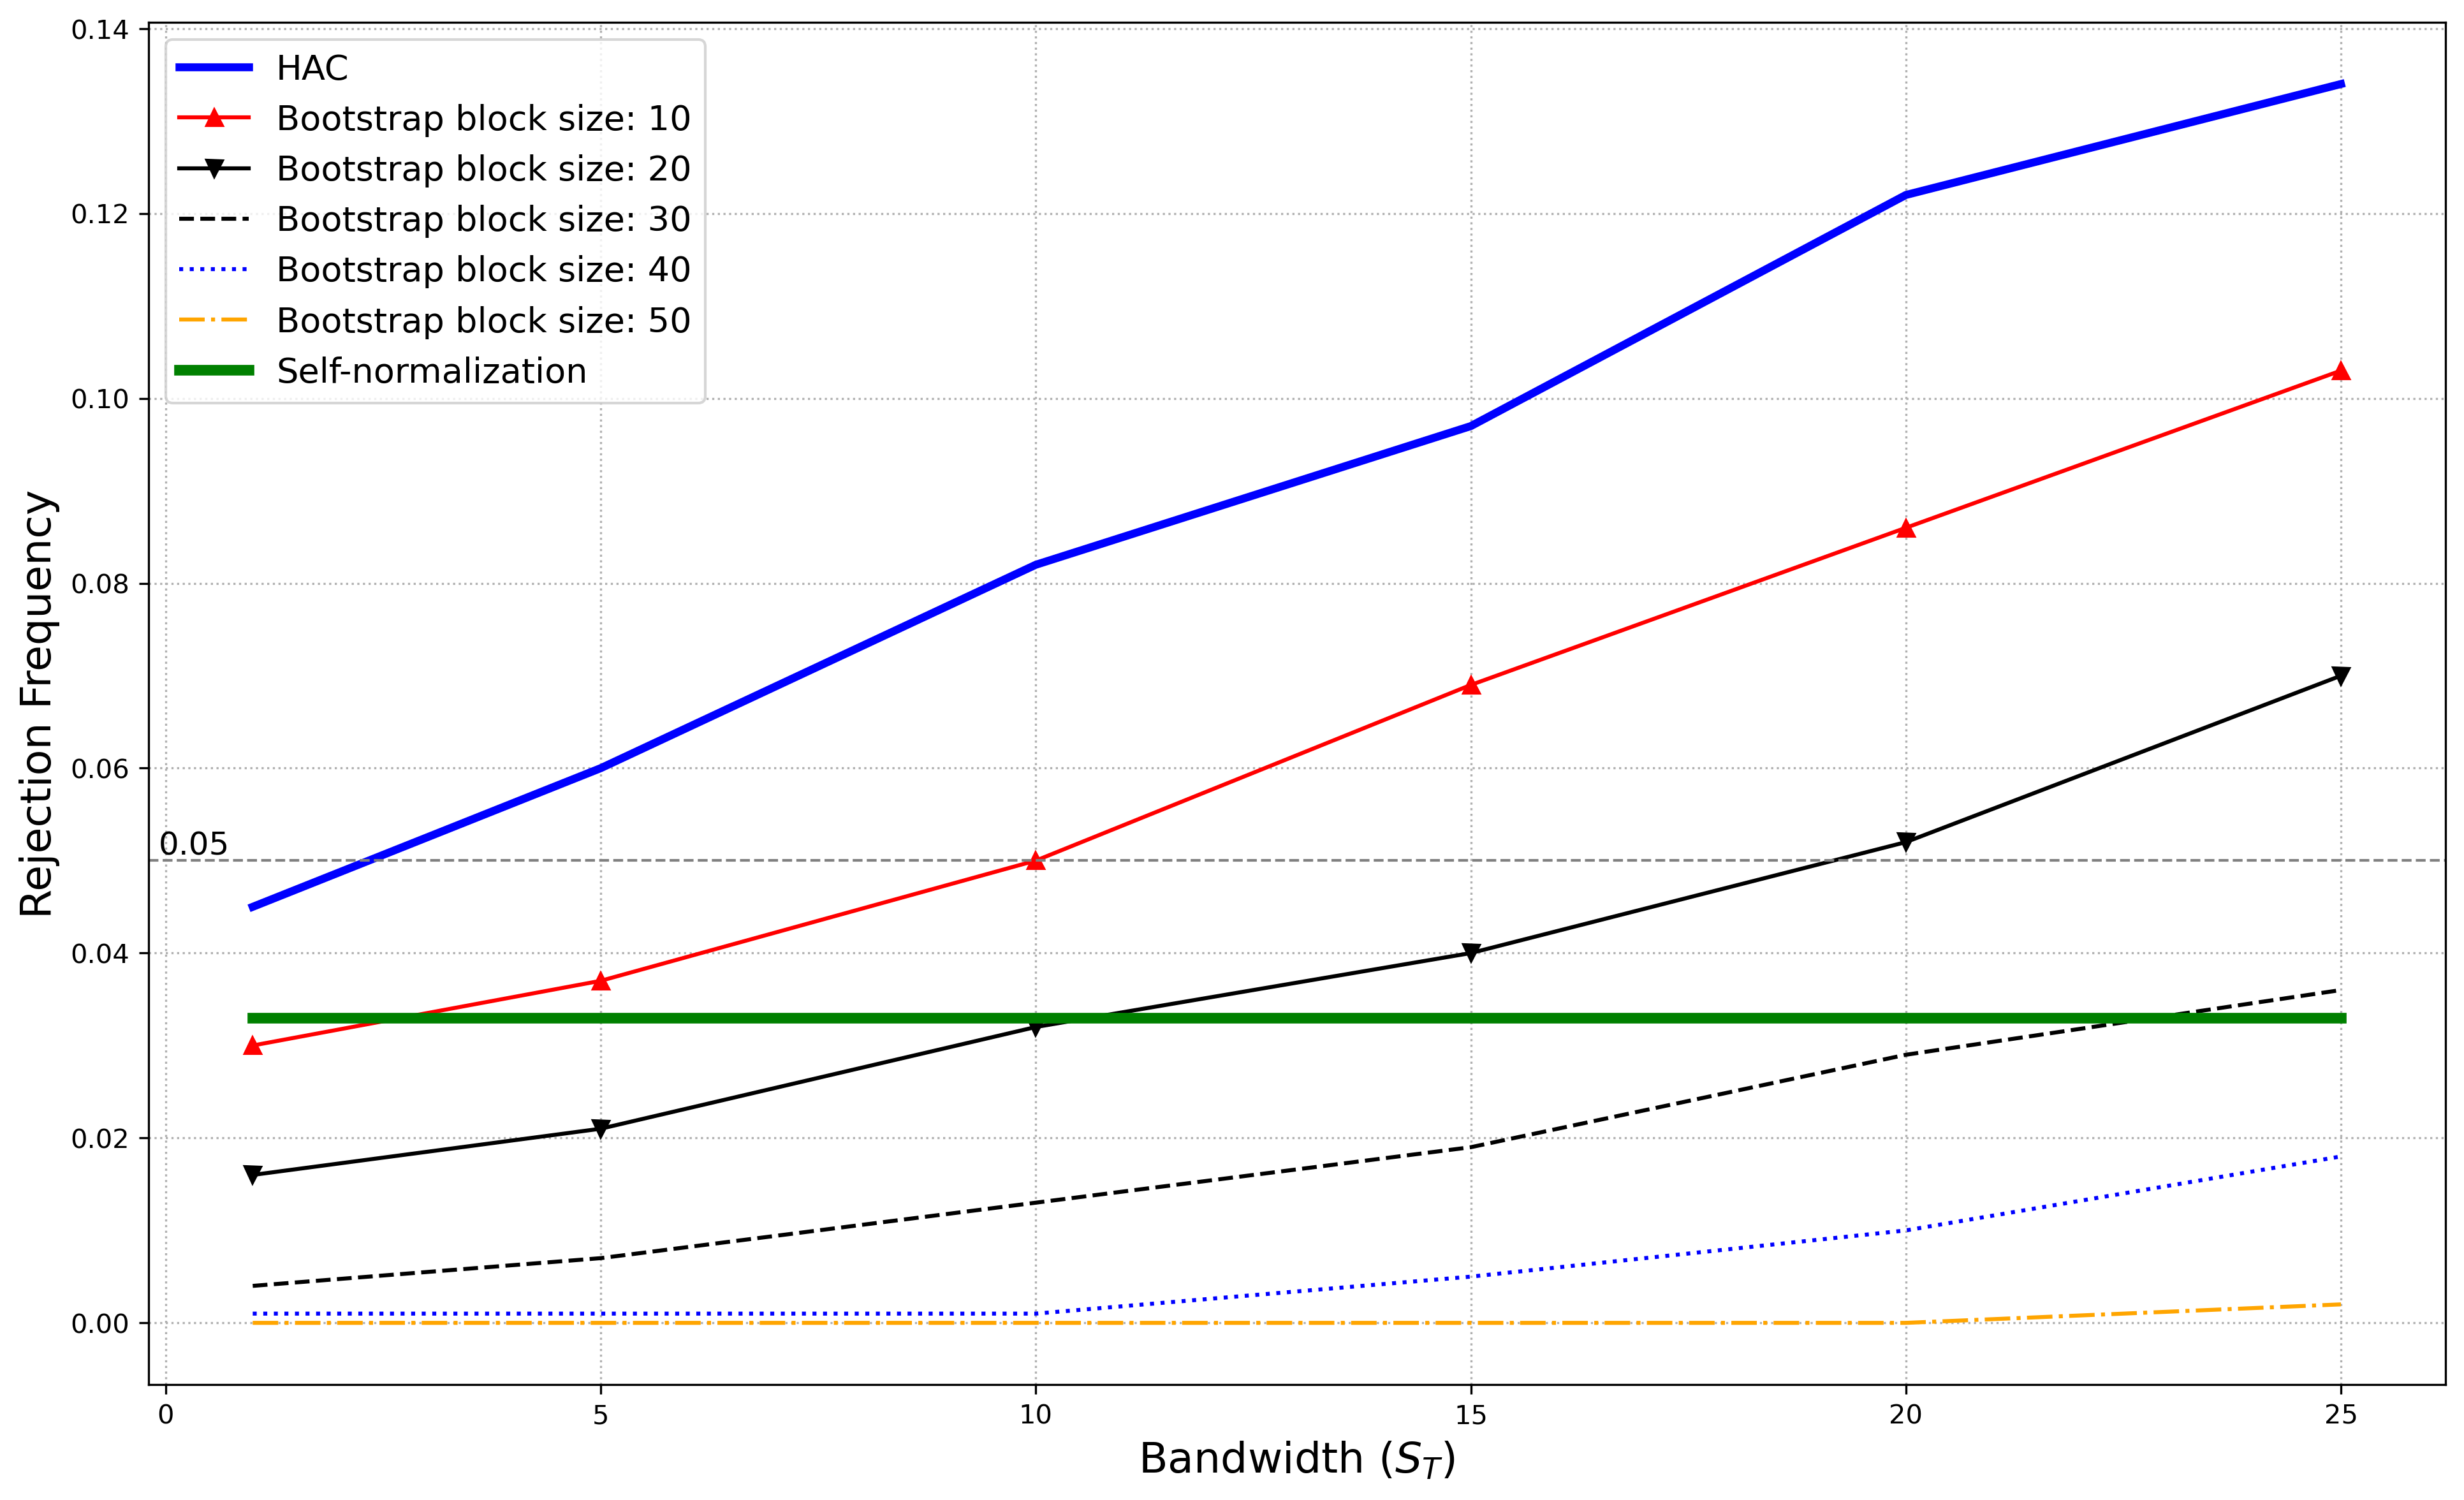 HAC
Bootstrap block size: 10
Bootstrap block size: 20
Bootstrap block size: 30
Bootstrap block size: 40
Bootstrap block size: 50
Self-normalization
Rejection Frequency
0.14
0.12
0.10
0.08
0.06
0.05
0.04
0.02
0.00
0 5 10 15 20 25
Bandwidth (S_T)